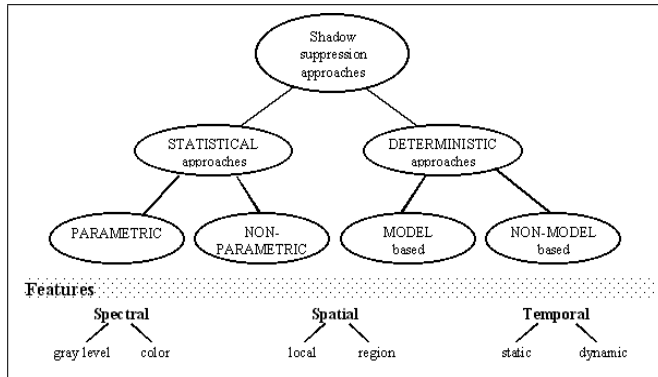 Shadow
suppression
approaches
STATISTICAL
approaches
DETERMINISTIC
approaches
PARAMETRIC
NON-
PARAMETRIC
MODEL
based
NON-MODEL
based
Features
Spectral
Spatial
Temporal
gray level
color
local
region
static
dynamic